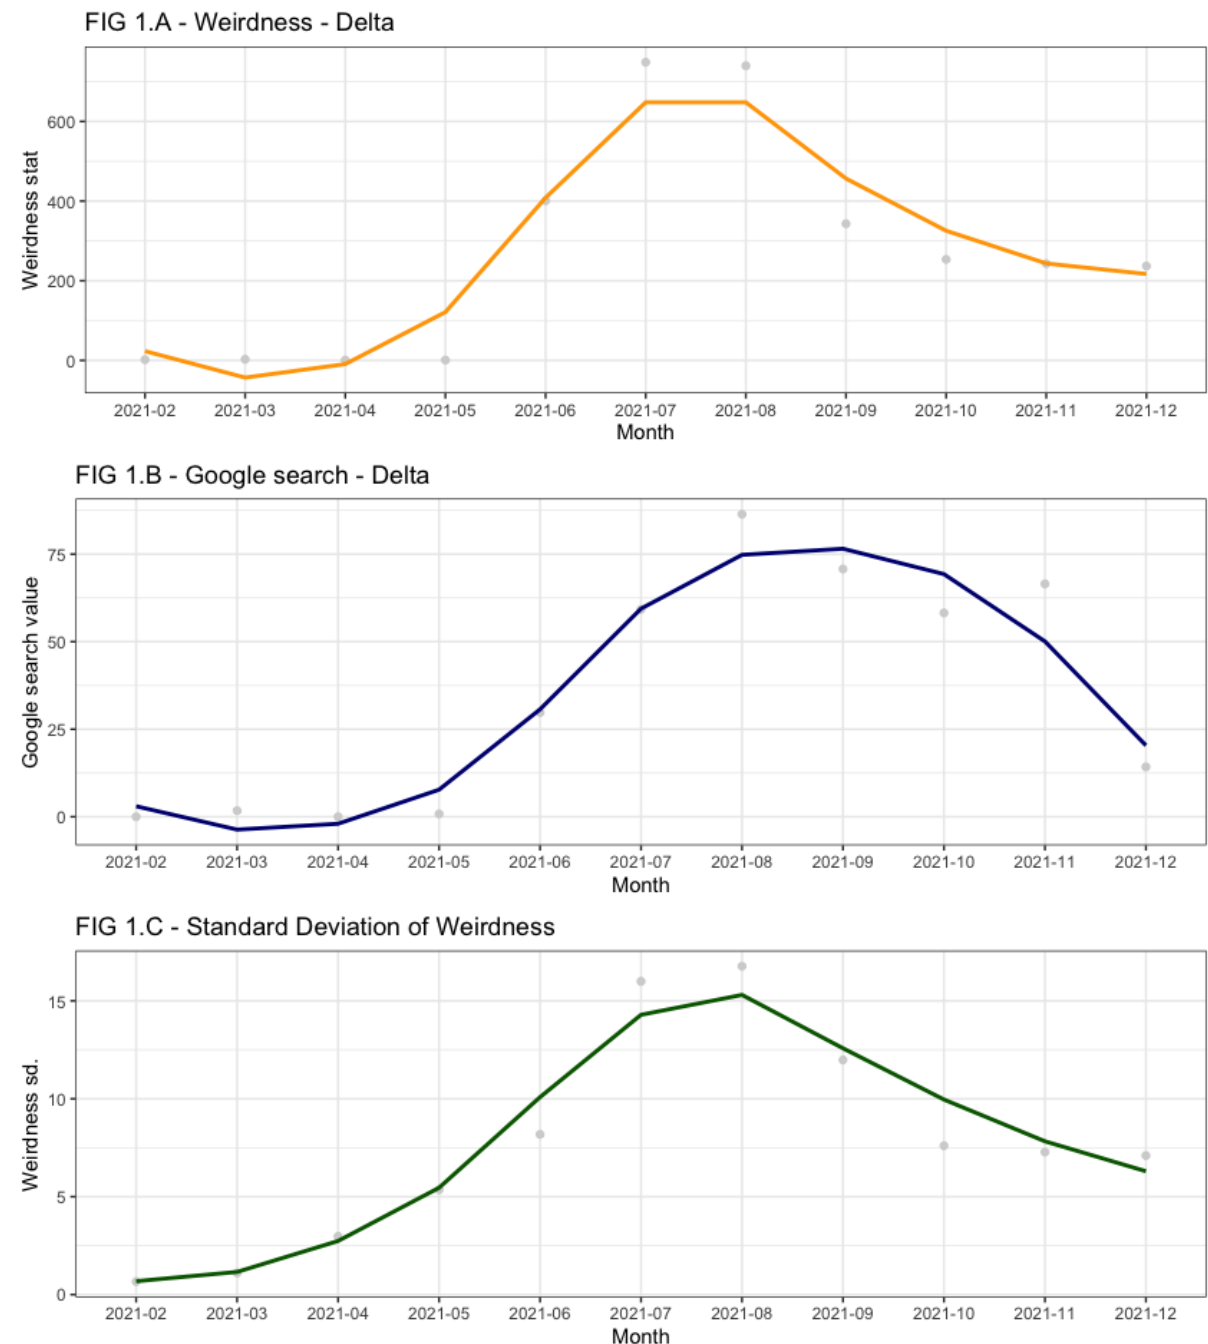 FIG 1.A - Weirdness - Delta
Weirdness stat
600
400
200
0
2021-02 2021-03 2021-04 2021-05 2021-06 2021-07 2021-08 2021-09 2021-10 2021-11 2021-12
Month
FIG 1.B - Google search - Delta
Google search value
75
50
25
0
2021-02 2021-03 2021-04 2021-05 2021-06 2021-07 2021-08 2021-09 2021-10 2021-11 2021-12
Month
FIG 1.C - Standard Deviation of Weirdness
Weirdness sd.
15
10
5
0
2021-02 2021-03 2021-04 2021-05 2021-06 2021-07 2021-08 2021-09 2021-10 2021-11 2021-12
Month